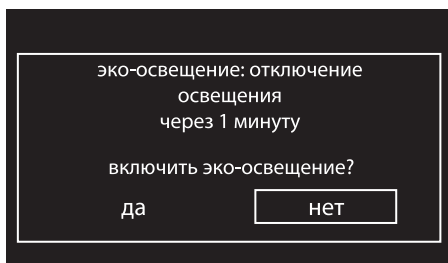 эко-освещение: отключение
освещения
через 1 минуту
включить эко-освещение?
да нет